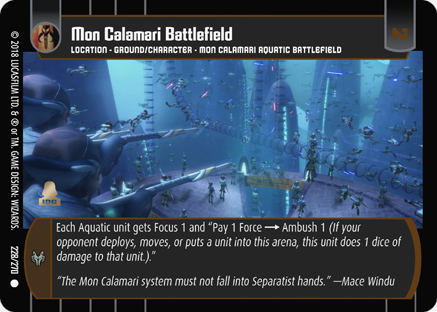 Mon Calamari Battlefield
LOCATION - GROUND/CHARACTER - MON CALAMARI AQUATIC BATTLEFIELD
Each Aquatic unit gets Focus 1 and "Pay 1 Force → Ambush 1 (If your
opponent deploys, moves, or puts a unit into this arena, this unit does 1 dice of
damage to that unit.)."
"The Mon Calamari system must not fall into Separatist hands." —Mace Windu
© 2018 LUCASFILM LTD. & ® or TM. GAME DESIGN: WIZARDS.
228/270